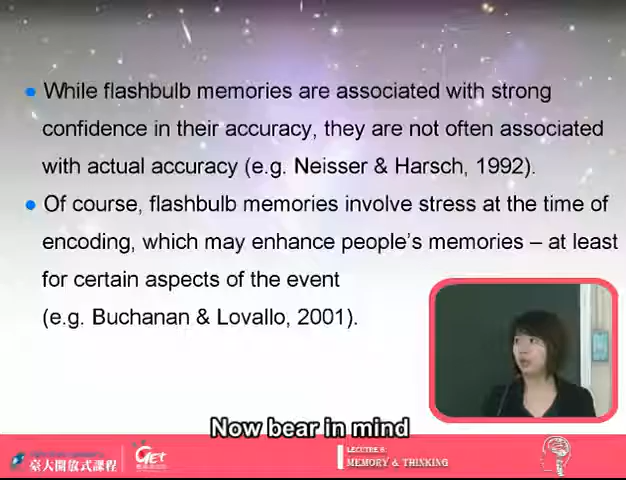 While flashbulb memories are associated with strong
confidence in their accuracy, they are not often associated
with actual accuracy (e.g. Neisser & Harsch, 1992).
Of course, flashbulb memories involve stress at the time of
encoding, which may enhance people's memories – at least
for certain aspects of the event
(e.g. Buchanan & Lovallo, 2001).
Now bear in mind
臺大開放式課程
GET
LECTURE 6:
MEMORY & THINKING